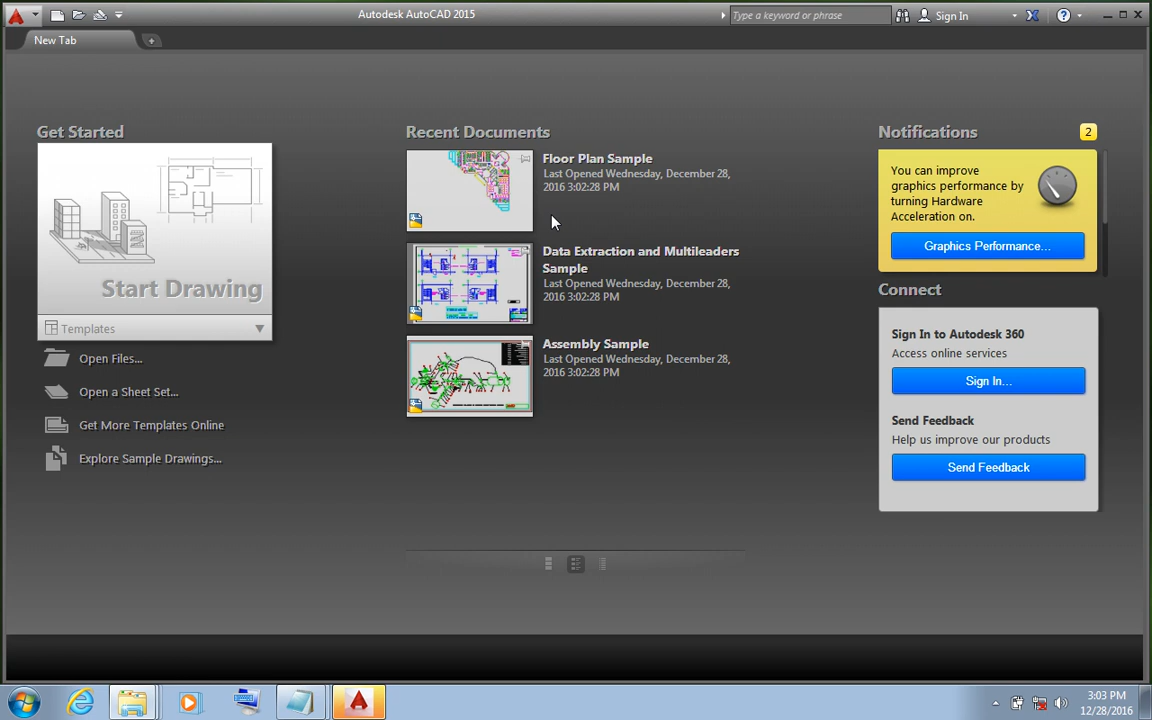 Autodesk AutoCAD 2015
Type a keyword or phrase
Sign In
New Tab
Get Started
Start Drawing
Templates
Open Files...
Open a Sheet Set...
Get More Templates Online
Explore Sample Drawings...
Recent Documents
Floor Plan Sample
Last Opened Wednesday, December 28,
2016 3:02:28 PM
Data Extraction and Multileaders
Sample
Last Opened Wednesday, December 28,
2016 3:02:28 PM
Assembly Sample
Last Opened Wednesday, December 28,
2016 3:02:28 PM
Notifications
2
You can improve
graphics performance by
turning Hardware
Acceleration on.
Graphics Performance...
Connect
Sign In to Autodesk 360
Access online services
Sign In...
Send Feedback
Help us improve our products
Send Feedback
3:03 PM
12/28/2016